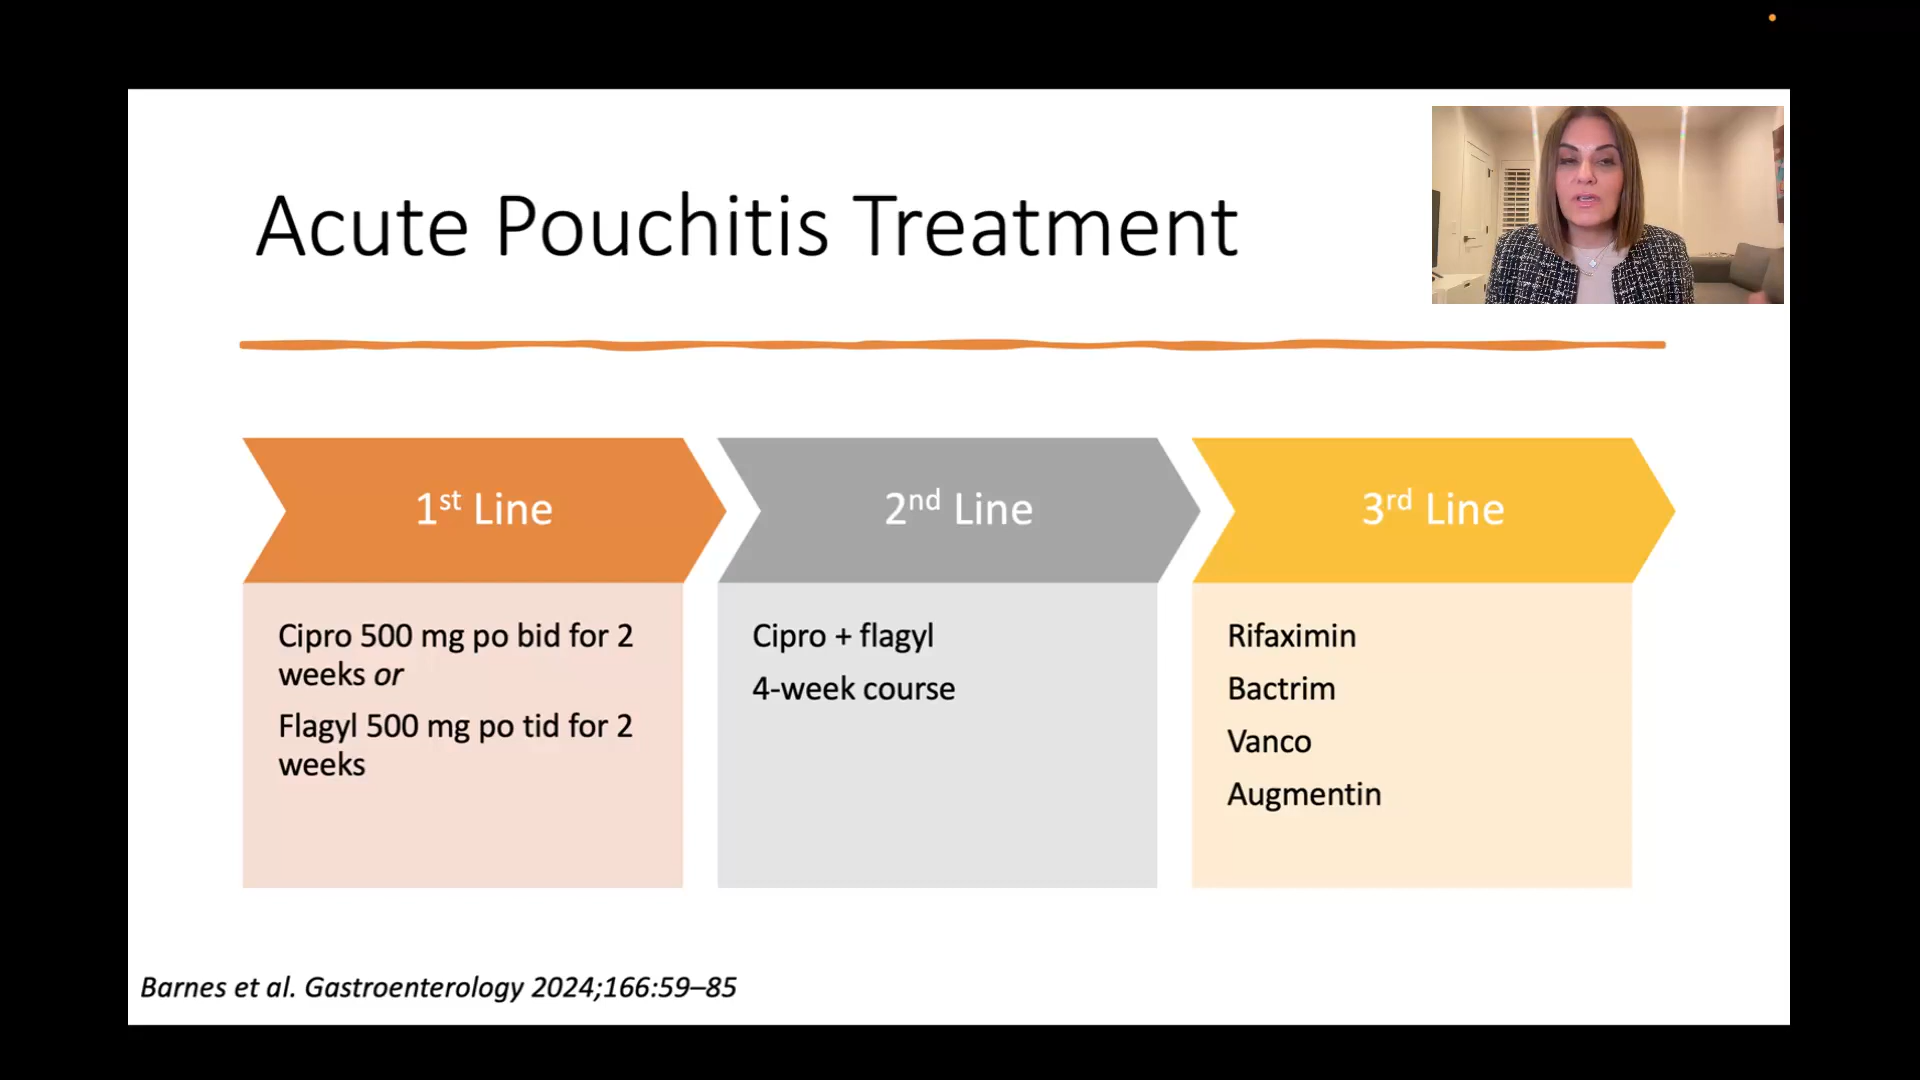 Acute Pouchitis Treatment
1st Line
Cipro 500 mg po bid for 2
weeks or
Flagyl 500 mg po tid for 2
weeks
2nd Line
Cipro + flagyl
4-week course
3rd Line
Rifaximin
Bactrim
Vanco
Augmentin
Barnes et al. Gastroenterology 2024;166:59–85